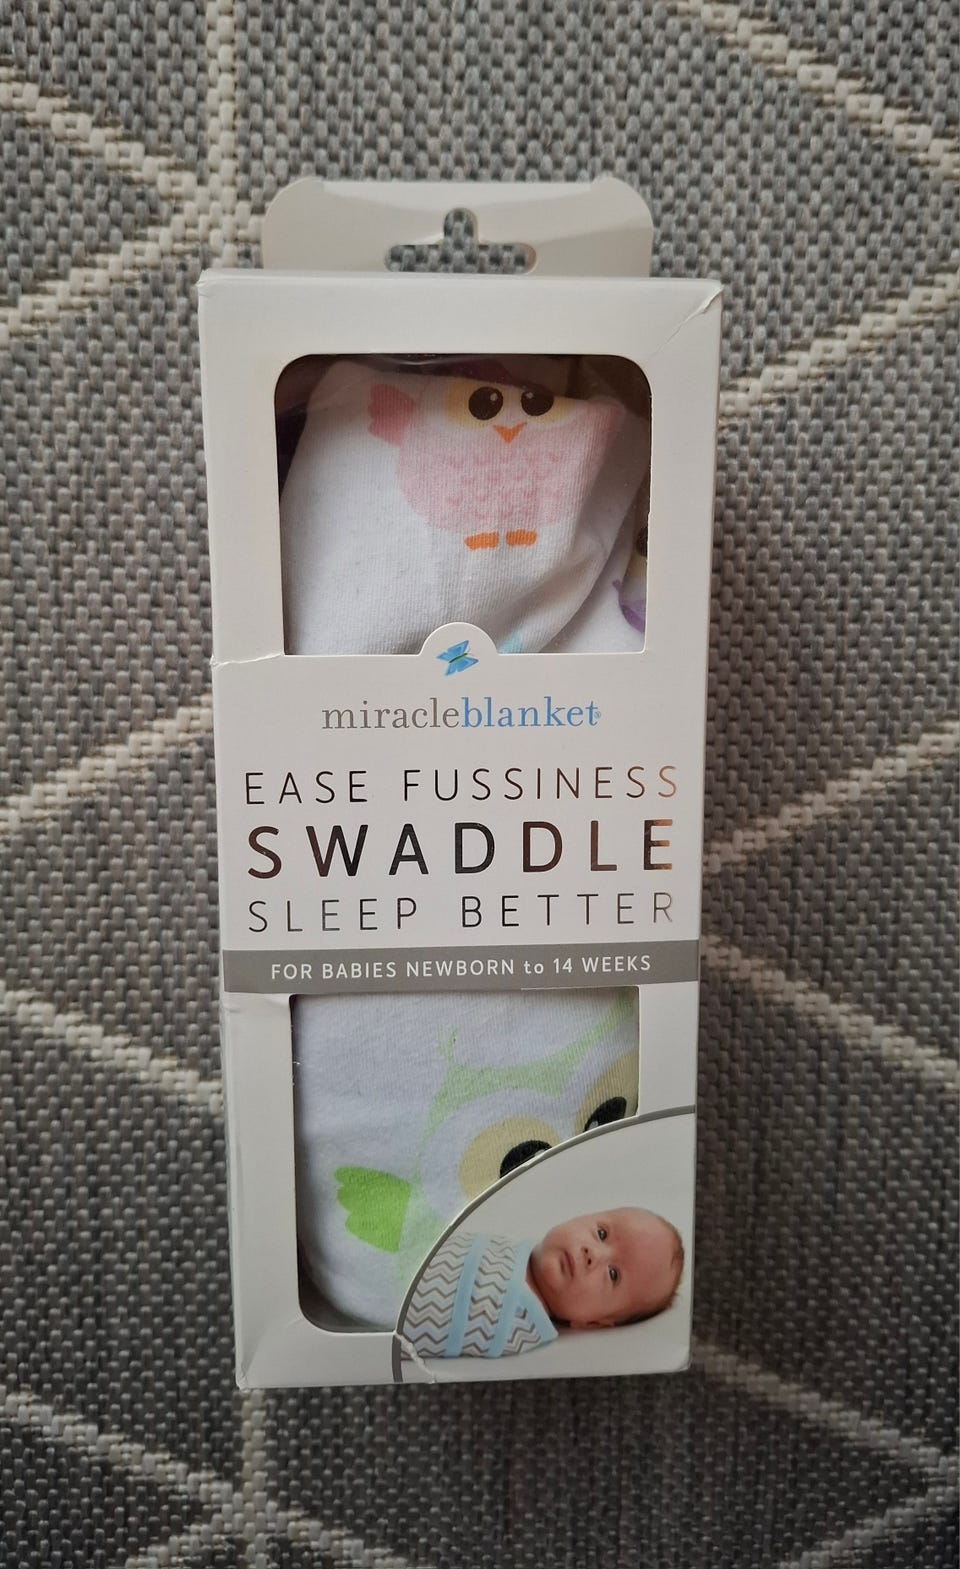 miracleblanket®
EASE FUSSINESS
SWADDLE
SLEEP BETTER
FOR BABIES NEWBORN to 14 WEEKS